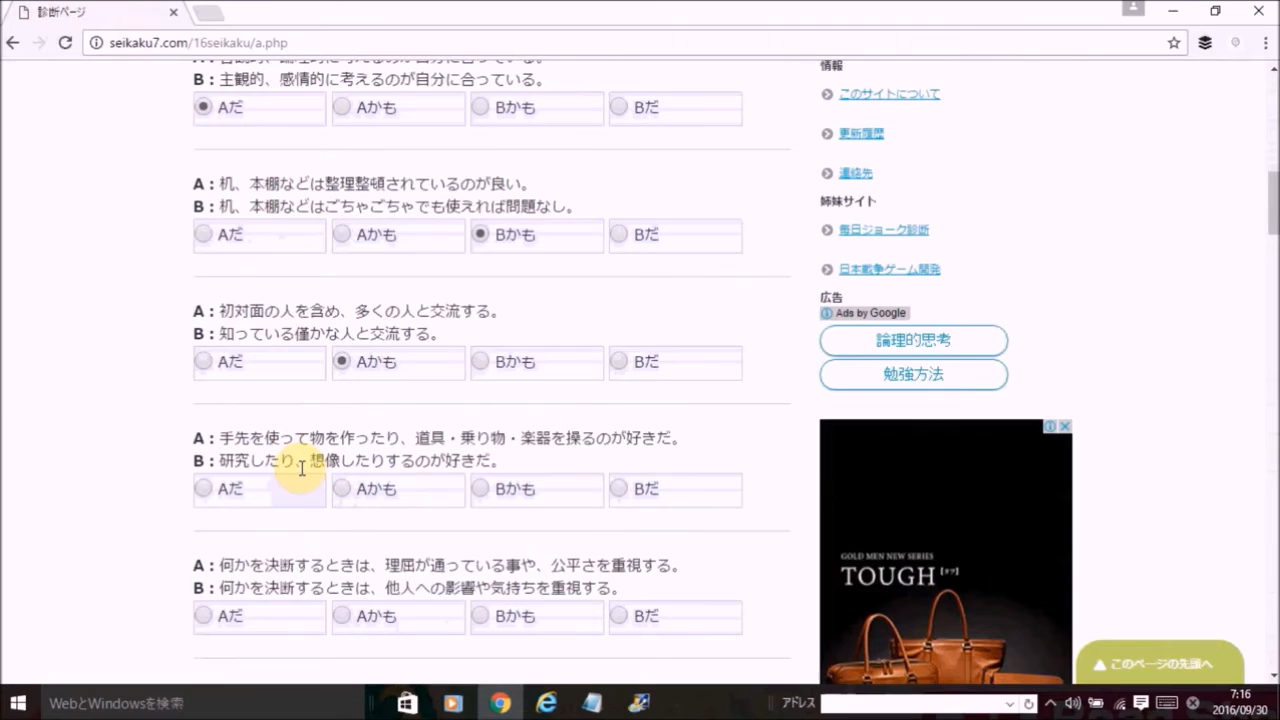 診断ページ
seikaku7.com/16seikaku/a.php
B：主観的、感情的に考えるのが自分に合っている。
Aだ
Aかも
Bかも
Bだ
A：机、本棚などは整理整頓されているのが良い。
B：机、本棚などはごちゃごちゃでも使えれば問題なし。
Aだ
Aかも
Bかも
Bだ
A：初対面の人を含め、多くの人と交流する。
B：知っている僅かな人と交流する。
Aだ
Aかも
Bかも
Bだ
A：手先を使って物を作ったり、道具・乗り物・楽器を操るのが好きだ。
B：研究したり、想像したりするのが好きだ。
Aだ
Aかも
Bかも
Bだ
A：何かを決断するときは、理屈が通っている事や、公平さを重視する。
B：何かを決断するときは、他人への影響や気持ちを重視する。
Aだ
Aかも
Bかも
Bだ
情報
このサイトについて
更新履歴
連絡先
姉妹サイト
毎日ジョーク診断
日本戦争ゲーム開発
広告
Ads by Google
論理的思考
勉強方法
GOLD MEN NEW SERIES
TOUGH【タフ】
▲このページの先頭へ
WebとWindowsを検索
アドレス
7:16
2016/09/30